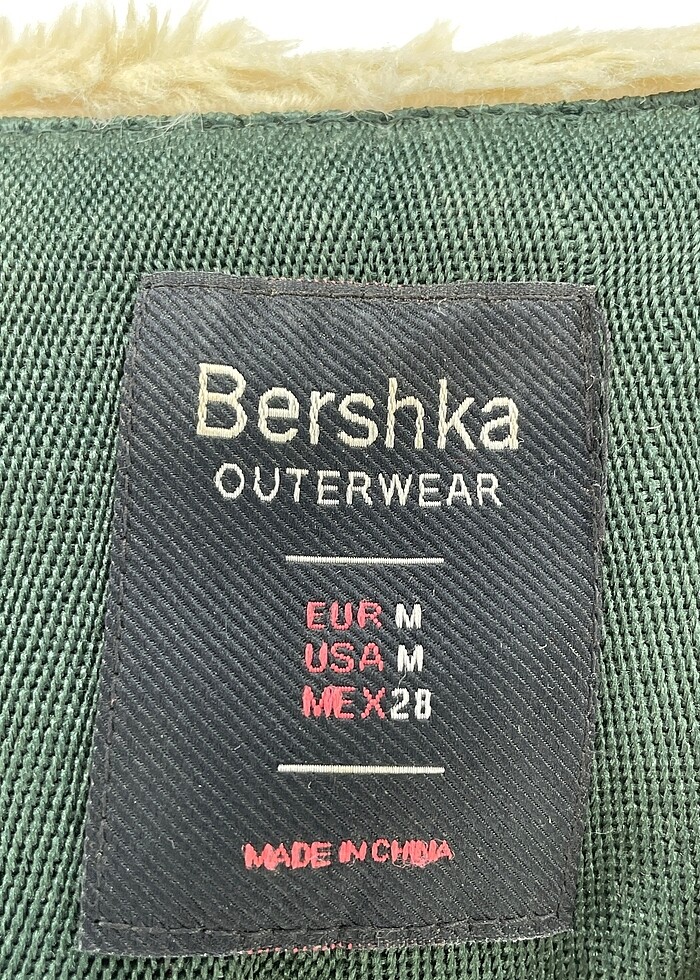 Bershka
OUTERWEAR
EUR M
USA M
MEX 28
MADE IN CHINA